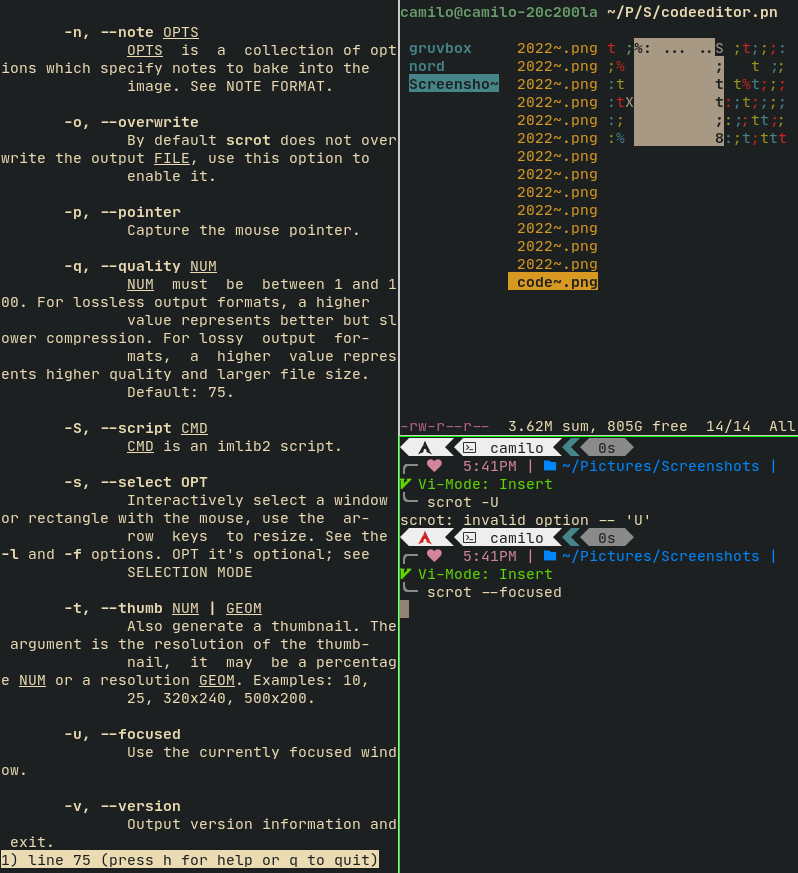 -n, --note OPTS
OPTS is a collection of opt
ions which specify notes to bake into the
image. See NOTE FORMAT.
-o, --overwrite
By default scrot does not over
write the output FILE, use this option to
enable it.
-p, --pointer
Capture the mouse pointer.
-q, --quality NUM
NUM must be between 1 and 1
00. For lossless output formats, a higher
value represents better but sl
ower compression. For lossy output for-
mats, a higher value repres
ents higher quality and larger file size.
Default: 75.
-S, --script CMD
CMD is an imlib2 script.
-s, --select OPT
Interactively select a window
or rectangle with the mouse, use the ar-
row keys to resize. See the
-l and -f options. OPT it's optional; see
SELECTION MODE
-t, --thumb NUM | GEOM
Also generate a thumbnail. The
argument is the resolution of the thumb-
nail, it may be a percentag
e NUM or a resolution GEOM. Examples: 10,
25, 320x240, 500x200.
-u, --focused
Use the currently focused wind
ow.
-v, --version
Output version information and
exit.
1) line 75 (press h for help or q to quit)
camilo@camilo-20c200la ~/P/S/codeeditor.pn
gruvbox 2022~.png t ;%: ... ..S ;t;;;:
nord 2022~.png ;% ; t ;;
Screensho~ 2022~.png :t t t%t;;;
2022~.png :tX t:;t;;;;
2022~.png :; ;:;;tt;;
2022~.png :% 8:;t;ttt
2022~.png
2022~.png
2022~.png
2022~.png
2022~.png
2022~.png
2022~.png
code~.png
-rw-r--r-- 3.62M sum, 805G free 14/14 All
camilo 0s
5:41PM | ~/Pictures/Screenshots |
Vi-Mode: Insert
scrot -U
scrot: invalid option -- 'U'
camilo 0s
5:41PM | ~/Pictures/Screenshots |
Vi-Mode: Insert
scrot --focused